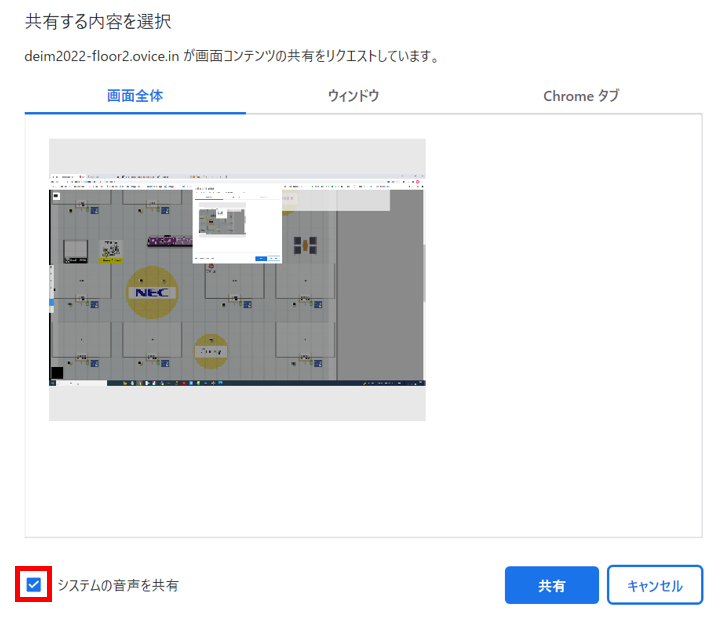 共有する内容を選択
deim2022-floor2.ovice.in が画面コンテンツの共有をリクエストしています。
画面全体
ウィンドウ
Chrome タブ
NEC
システムの音声を共有
共有
キャンセル